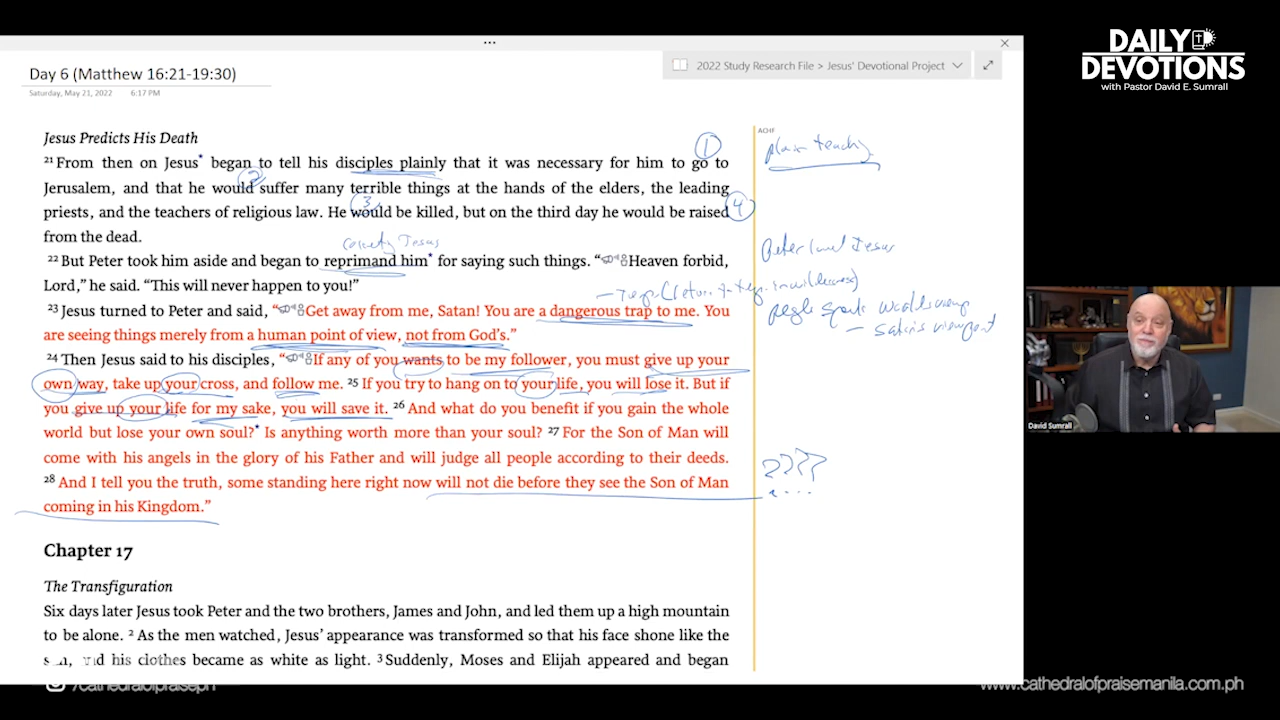 DAILY
DEVOTIONS
with Pastor David E. Sumrall
Day 6 (Matthew 16:21-19:30)
Saturday, May 21, 2022 6:17 PM
2022 Study Research File > Jesus' Devotional Project
ACHF
Jesus Predicts His Death
1
plain teaching
21 From then on Jesus* began to tell his disciples plainly that it was necessary for him to go to
2
Jerusalem, and that he would suffer many terrible things at the hands of the elders, the leading
3
4
priests, and the teachers of religious law. He would be killed, but on the third day he would be raised
from the dead.
Jesus
Peter Jesus
22 But Peter took him aside and began to reprimand him* for saying such things. "Heaven forbid,
Lord," he said. "This will never happen to you!"
people speak
23 Jesus turned to Peter and said, "Get away from me, Satan! You are a dangerous trap to me. You
– Satan's viewpoint
are seeing things merely from a human point of view, not from God's."
24 Then Jesus said to his disciples, "If any of you wants to be my follower, you must give up your
own way, take up your cross, and follow me. 25 If you try to hang on to your life, you will lose it. But if
you give up your life for my sake, you will save it. 26 And what do you benefit if you gain the whole
world but lose your own soul?* Is anything worth more than your soul? 27 For the Son of Man will
come with his angels in the glory of his Father and will judge all people according to their deeds.
????
28 And I tell you the truth, some standing here right now will not die before they see the Son of Man
coming in his Kingdom."
Chapter 17
The Transfiguration
Six days later Jesus took Peter and the two brothers, James and John, and led them up a high mountain
to be alone. 2 As the men watched, Jesus' appearance was transformed so that his face shone like the
and his clothes became as white as light. 3 Suddenly, Moses and Elijah appeared and began
David Sumrall
/cathedralofpraiseph
www.cathedralofpraisemanila.com.ph